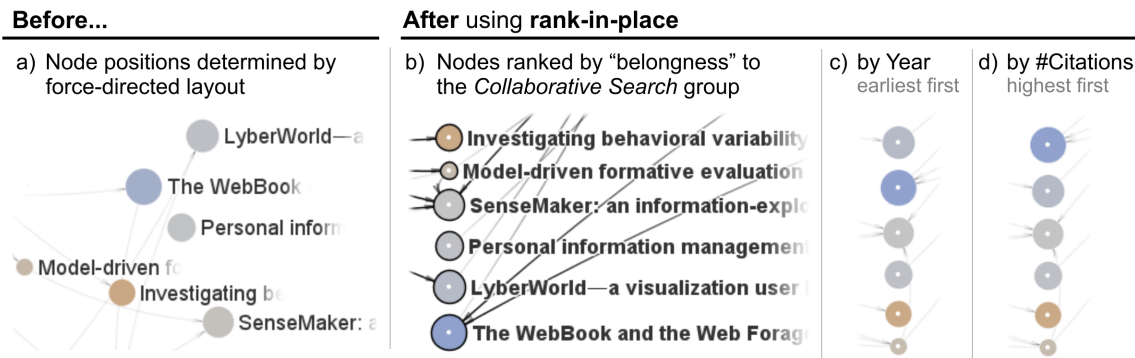 Before...
After using rank-in-place
a) Node positions determined by
force-directed layout
LyberWorld—a
The WebBook
Personal inform
Model-driven fo
Investigating be
SenseMaker: a
b) Nodes ranked by “belongness” to
the Collaborative Search group
Investigating behavioral variability
Model-driven formative evaluation
SenseMaker: an information-explo
Personal information management
LyberWorld—a visualization user i
The WebBook and the Web Forage
c) by Year
earliest first
d) by #Citations
highest first